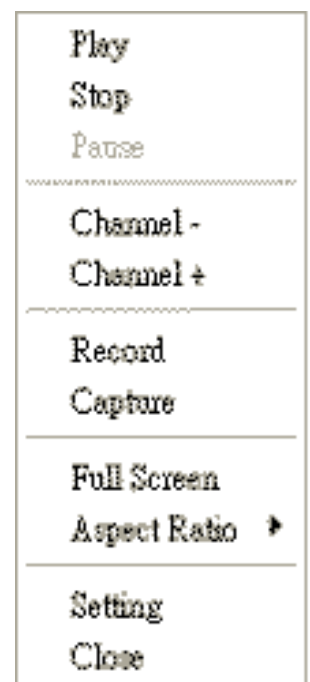 Play
Stop
Pause
Channel -
Channel +
Record
Capture
Full Screen
Aspect Ratio
Setting
Close